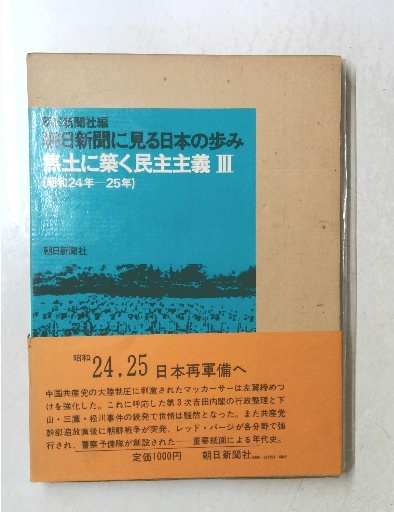 朝日新聞社編
朝日新聞に見る日本の歩み
焦土に築く民主主義 III
(昭和24年—25年)
朝日新聞社
昭和
24.25 日本再軍備へ
中国共産党の大陸制圧に刺激されたマッカーサーは左翼締めつ
けを強化した。これに呼応した第3次吉田内閣の行政整理と下
山・三鷹・松川事件の続発で世情は騒然となった。また共産党
幹部追放直後に朝鮮戦争が突発、レッド・パージが各分野で強
行され、警察予備隊が創設された——重要紙面による年代史。
定価1000円 朝日新聞社